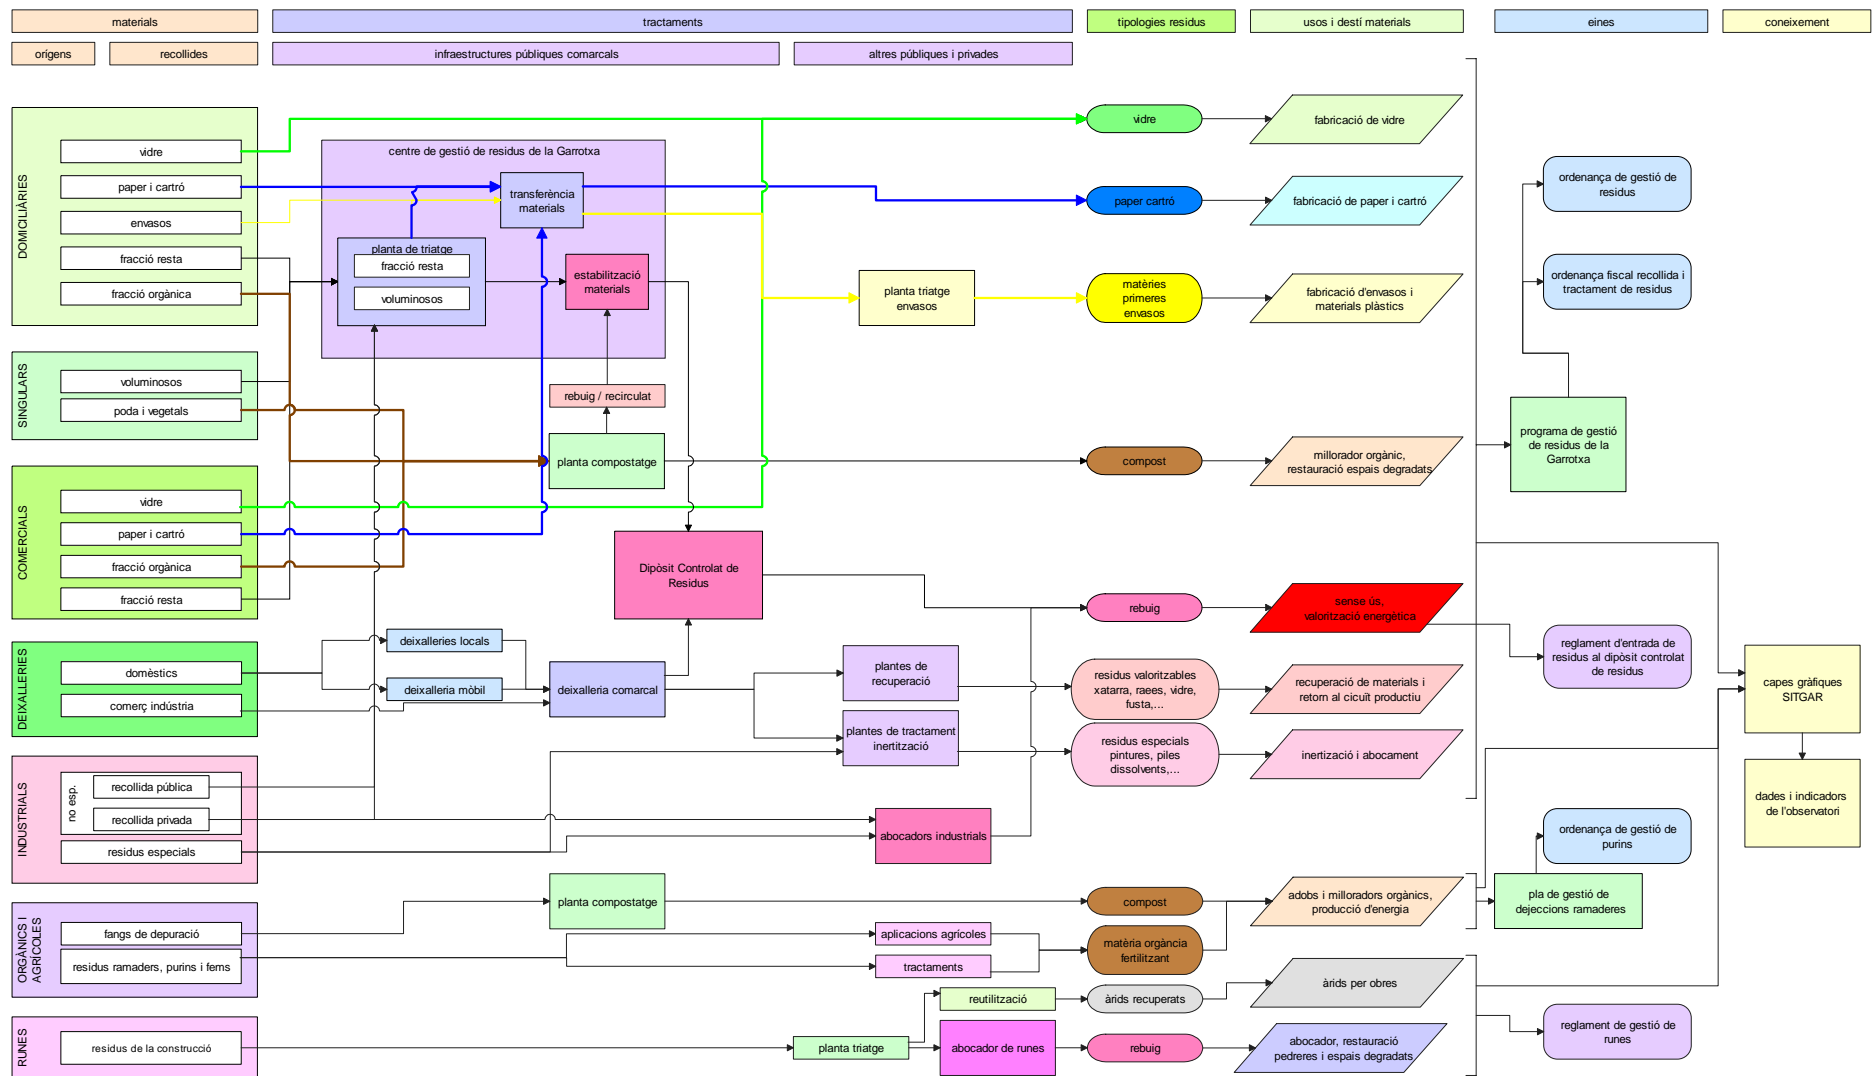 materials
tractaments
tipologies residus
usos i destí materials
eines
coneixement
orígens
recollides
infraestructures públiques comarcals
altres públiques i privades
DOMICILIÀRIES
vidre
paper i cartró
envasos
fracció resta
fracció orgànica
SINGULARS
voluminosos
poda i vegetals
COMERCIALS
vidre
paper i cartró
fracció orgànica
fracció resta
DEIXALLERIES
domèstics
comerç indústria
INDUSTRIALS
no esp.
recollida pública
recollida privada
residus especials
ORGÀNICS I
AGRÍCOLES
fangs de depuració
residus ramaders, purins i fems
RUNES
residus de la construcció
centre de gestió de residus de la Garrotxa
transferència
materials
planta de triatge
fracció resta
voluminosos
estabilització
materials
rebuig / recirculat
planta compostatge
Dipòsit Controlat de
Residus
deixalleries locals
deixalleria mòbil
deixalleria comarcal
planta compostatge
planta triatge
envasos
plantes de
recuperació
plantes de tractament
inertització
abocadors industrials
aplicacions agrícoles
tractaments
reutilització
planta triatge
abocador de runes
vidre
paper cartró
matèries
primeres
envasos
compost
rebuig
residus valoritzables
xatarra, raees, vidre,
fusta,...
residus especials
pintures, piles
dissolvents,...
compost
matèria orgància
fertilitzant
àrids recuperats
rebuig
fabricació de vidre
fabricació de paper i cartró
fabricació d'envasos i
materials plàstics
millorador orgànic,
restauració espais degradats
sense ús,
valorització energètica
recuperació de materials i
retorn al cicuït productiu
inertizació i abocament
adobs i milloradors orgànics,
producció d'energia
àrids per obres
abocador, restauració
pedreres i espais degradats
ordenança de gestió de
residus
ordenança fiscal recollida i
tractament de residus
programa de gestió
de residus de la
Garrotxa
reglament d'entrada de
residus al dipòsit controlat
de residus
ordenança de gestió de
purins
pla de gestió de
dejeccions ramaderes
reglament de gestió de
runes
capes gràfiques
SITGAR
dades i indicadors
de l'observatori